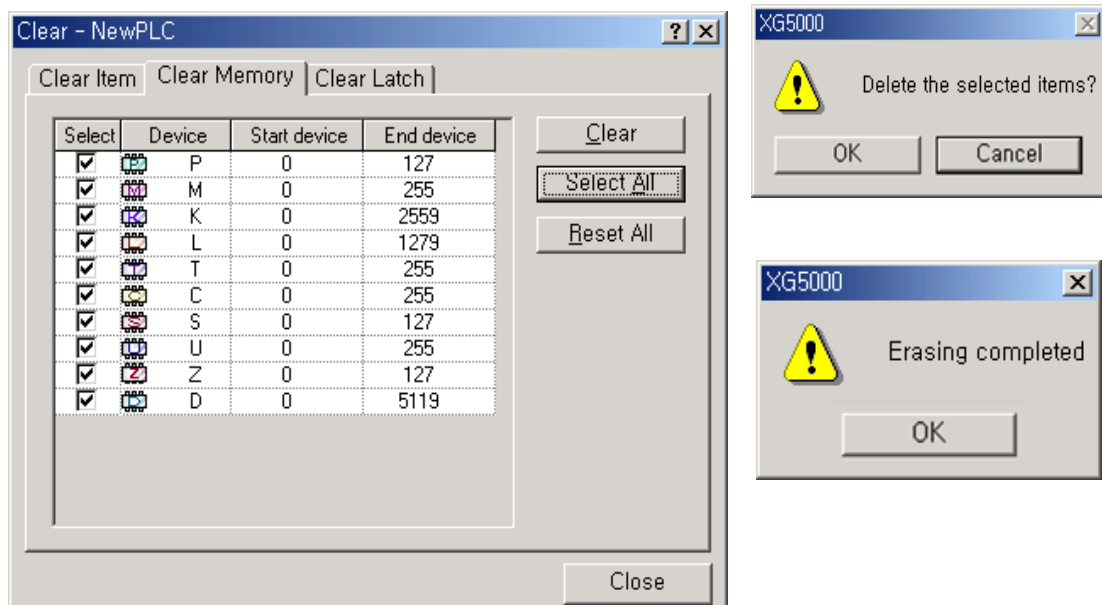 Clear - NewPLC
Clear Item Clear Memory Clear Latch
Select Device Start device End device
P 0 127
M 0 255
K 0 2559
L 0 1279
T 0 255
C 0 255
S 0 127
U 0 255
Z 0 127
D 0 5119
Clear
Select All
Reset All
Close
XG5000
Delete the selected items?
OK Cancel
XG5000
Erasing completed
OK